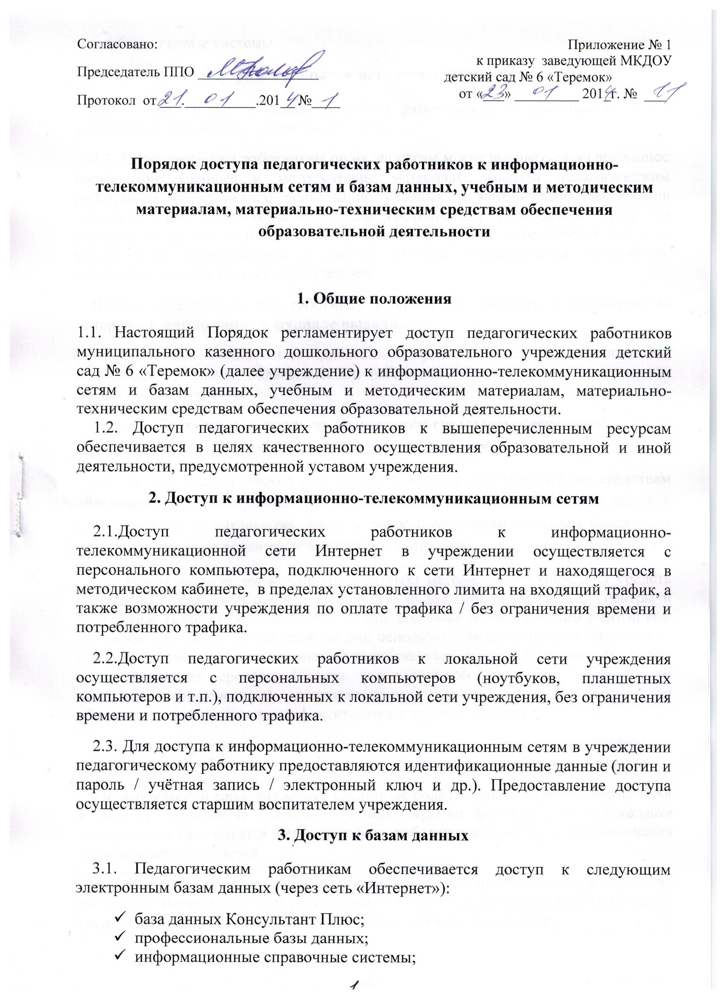 Согласовано:
Председатель ППО
Протокол от 21.01.2014 № 1
Приложение № 1
к приказу заведующей МКДОУ
детский сад № 6 «Теремок»
от «23» 01 2014 г. № 11
Порядок доступа педагогических работников к информационно-
телекоммуникационным сетям и базам данных, учебным и методическим
материалам, материально-техническим средствам обеспечения
образовательной деятельности
1. Общие положения
1.1. Настоящий Порядок регламентирует доступ педагогических работников
муниципального казенного дошкольного образовательного учреждения детский
сад № 6 «Теремок» (далее учреждение) к информационно-телекоммуникационным
сетям и базам данных, учебным и методическим материалам, материально-
техническим средствам обеспечения образовательной деятельности.
1.2. Доступ педагогических работников к вышеперечисленным ресурсам
обеспечивается в целях качественного осуществления образовательной и иной
деятельности, предусмотренной уставом учреждения.
2. Доступ к информационно-телекоммуникационным сетям
2.1.Доступ педагогических работников к информационно-
телекоммуникационной сети Интернет в учреждении осуществляется с
персонального компьютера, подключенного к сети Интернет и находящегося в
методическом кабинете, в пределах установленного лимита на входящий трафик, а
также возможности учреждения по оплате трафика / без ограничения времени и
потребленного трафика.
2.2.Доступ педагогических работников к локальной сети учреждения
осуществляется с персональных компьютеров (ноутбуков, планшетных
компьютеров и т.п.), подключенных к локальной сети учреждения, без ограничения
времени и потребленного трафика.
2.3. Для доступа к информационно-телекоммуникационным сетям в учреждении
педагогическому работнику предоставляются идентификационные данные (логин и
пароль / учётная запись / электронный ключ и др.). Предоставление доступа
осуществляется старшим воспитателем учреждения.
3. Доступ к базам данных
3.1. Педагогическим работникам обеспечивается доступ к следующим
электронным базам данных (через сеть «Интернет»):
✓ база данных Консультант Плюс;
✓ профессиональные базы данных;
✓ информационные справочные системы;
1